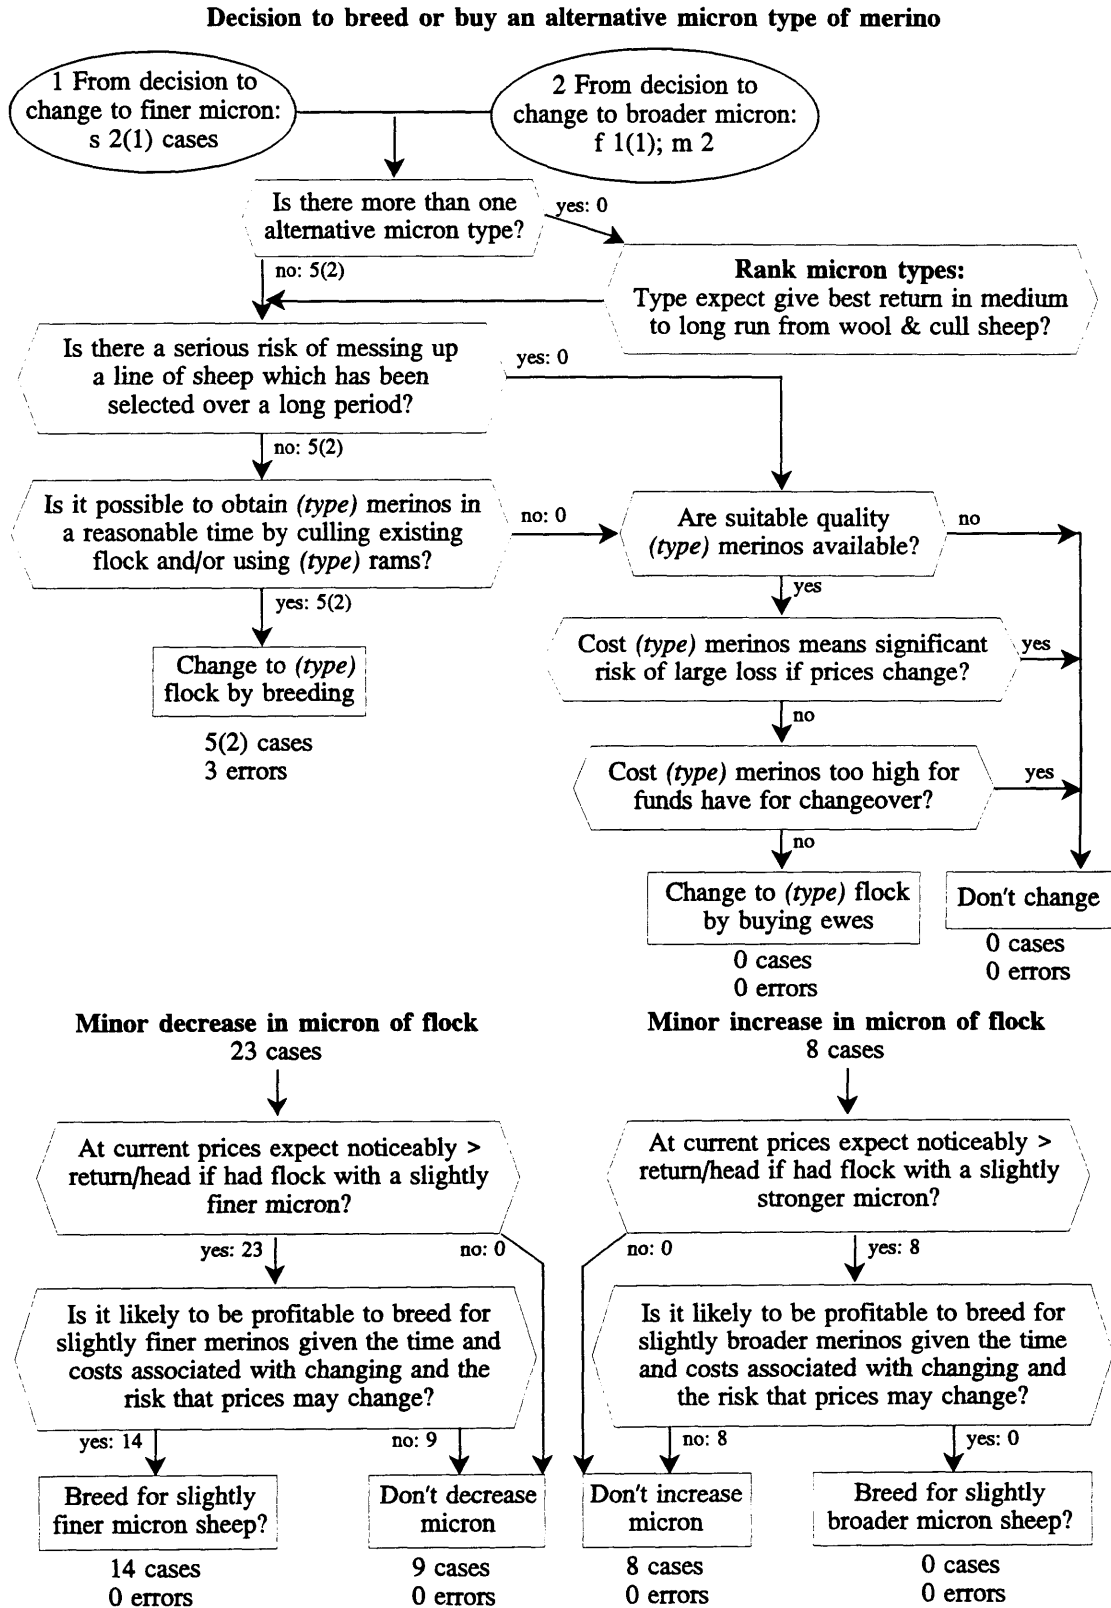 Decision to breed or buy an alternative micron type of merino
1 From decision to
change to finer micron:
s 2(1) cases
2 From decision to
change to broader micron:
f 1(1); m 2
Is there more than one
alternative micron type?
yes: 0
no: 5(2)
Rank micron types:
Type expect give best return in medium
to long run from wool & cull sheep?
Is there a serious risk of messing up
a line of sheep which has been
selected over a long period?
yes: 0
no: 5(2)
Is it possible to obtain (type) merinos in
a reasonable time by culling existing
flock and/or using (type) rams?
no: 0
Are suitable quality
(type) merinos available?
no
yes: 5(2)
yes
Change to (type)
flock by breeding
5(2) cases
3 errors
Cost (type) merinos means significant
risk of large loss if prices change?
yes
no
Cost (type) merinos too high for
funds have for changeover?
yes
no
Change to (type) flock
by buying ewes
0 cases
0 errors
Don't change
0 cases
0 errors
Minor decrease in micron of flock
23 cases
At current prices expect noticeably >
return/head if had flock with a slightly
finer micron?
yes: 23
no: 0
Is it likely to be profitable to breed for
slightly finer merinos given the time and
costs associated with changing and the
risk that prices may change?
yes: 14
no: 9
Breed for slightly
finer micron sheep?
14 cases
0 errors
Don't decrease
micron
9 cases
0 errors
Minor increase in micron of flock
8 cases
At current prices expect noticeably >
return/head if had flock with a slightly
stronger micron?
no: 0
yes: 8
Is it likely to be profitable to breed for
slightly broader merinos given the time
and costs associated with changing and
the risk that prices may change?
no: 8
yes: 0
Don't increase
micron
8 cases
0 errors
Breed for slightly
broader micron sheep?
0 cases
0 errors